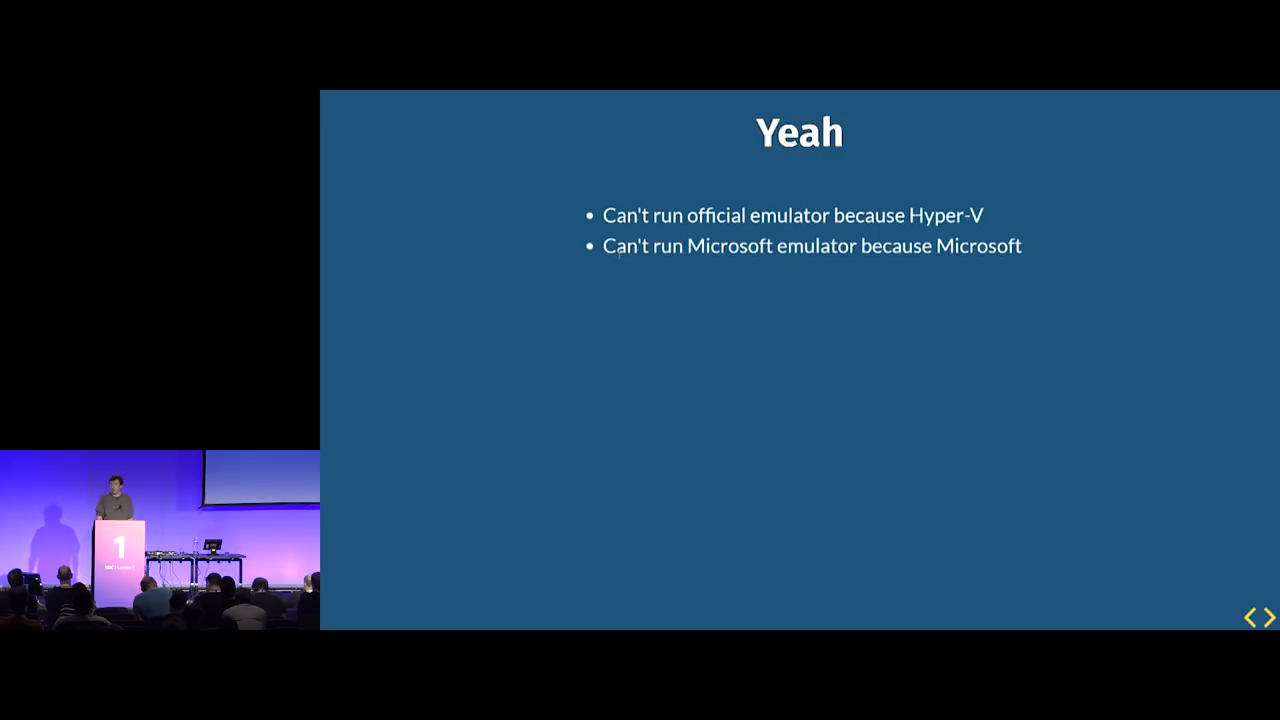 Yeah
Can't run official emulator because Hyper-V
Can't run Microsoft emulator because Microsoft
1